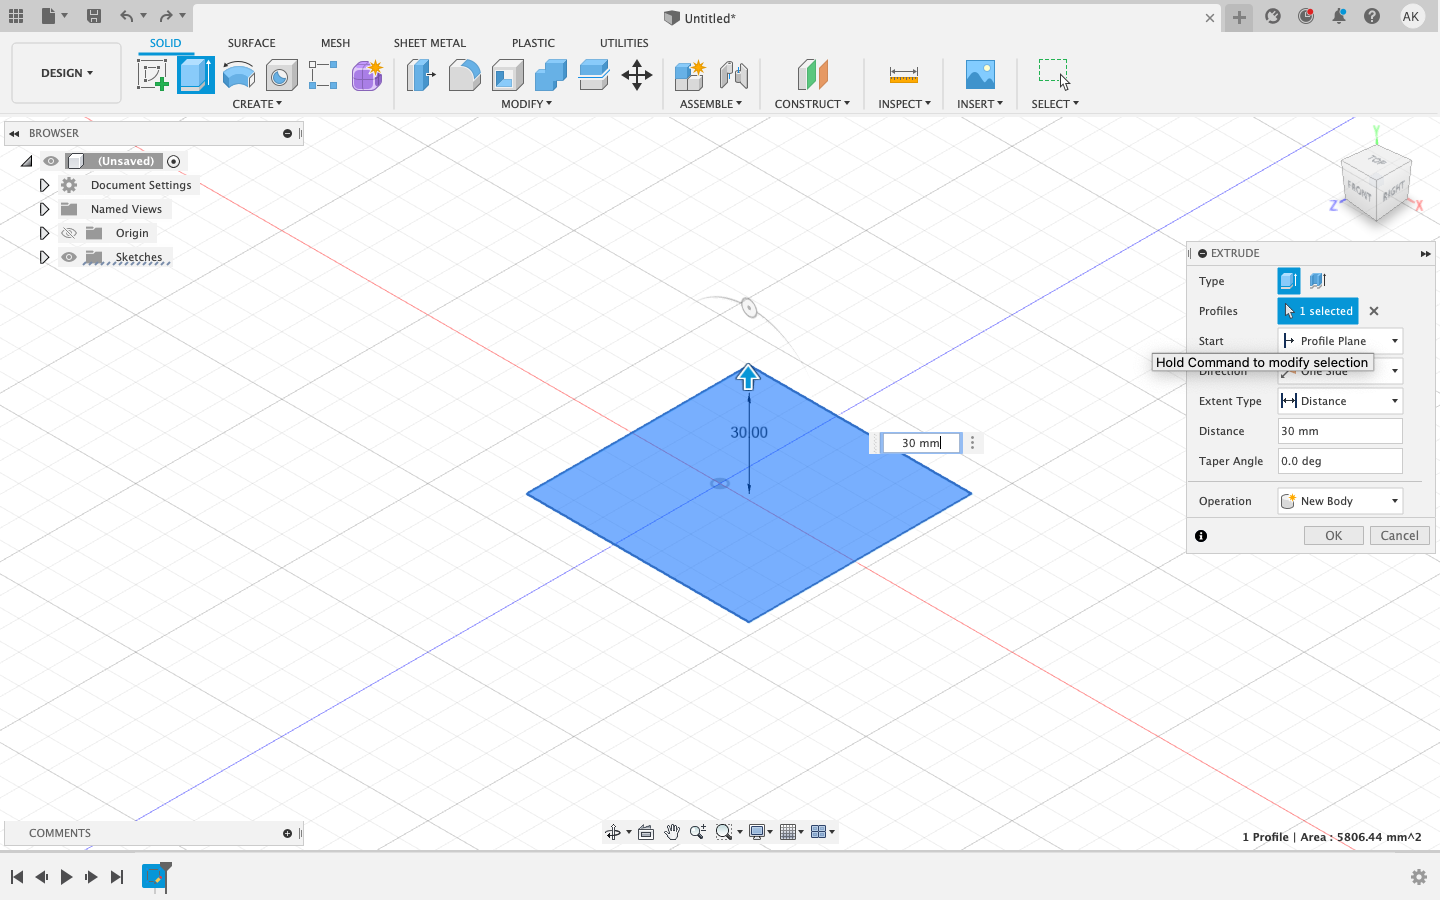 Untitled*
AK
SOLID SURFACE MESH SHEET METAL PLASTIC UTILITIES
DESIGN
CREATE MODIFY ASSEMBLE CONSTRUCT INSPECT INSERT SELECT
BROWSER
(Unsaved)
Document Settings
Named Views
Origin
Sketches
Y
TOP
FRONT
RIGHT
Z
X
EXTRUDE
Type
Profiles 1 selected
Start Profile Plane
Hold Command to modify selection
Direction One Side
Extent Type Distance
Distance 30 mm
Taper Angle 0.0 deg
Operation New Body
OK Cancel
30.00
30 mm
COMMENTS
1 Profile | Area : 5806.44 mm^2